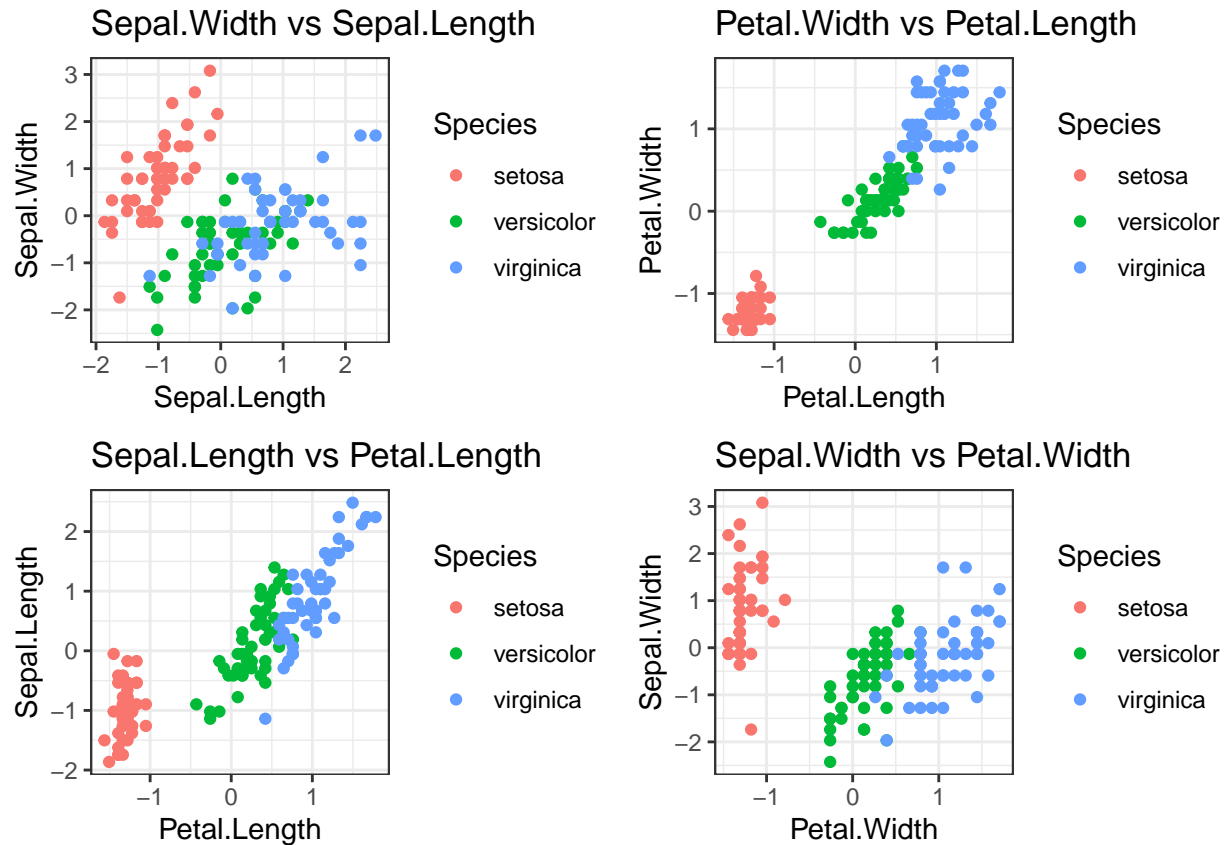 Sepal.Width vs Sepal.Length
Sepal.Width
3
2
1
0
−1
−2
−2 −1 0 1 2
Sepal.Length
Species
setosa
versicolor
virginica
Petal.Width vs Petal.Length
Petal.Width
1
0
−1
−1 0 1
Petal.Length
Species
setosa
versicolor
virginica
Sepal.Length vs Petal.Length
Sepal.Length
2
1
0
−1
−2
−1 0 1
Petal.Length
Species
setosa
versicolor
virginica
Sepal.Width vs Petal.Width
Sepal.Width
3
2
1
0
−1
−2
−1 0 1
Petal.Width
Species
setosa
versicolor
virginica